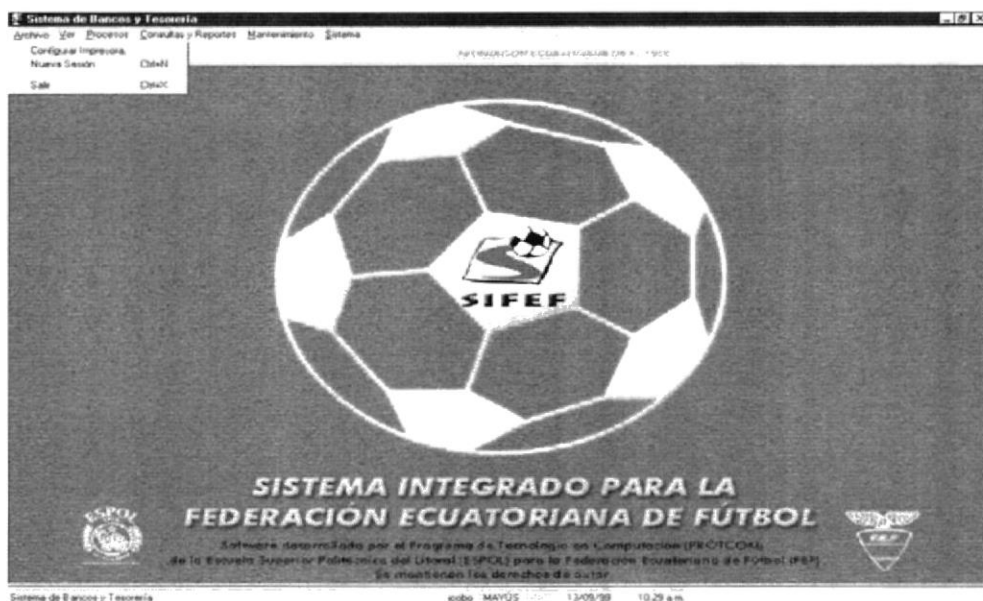 Sistema de Bancos y Tesorería
Archivo Ver Procesos Consultas y Reportes Mantenimiento Sistema
Configurar Impresora.
Nueva Sesión Ctrl+N
Salir Ctrl+X
SIFEF
SISTEMA INTEGRADO PARA LA
FEDERACIÓN ECUATORIANA DE FÚTBOL
ESPOL
Software desarrollado por el Programa de Tecnología en Computación (PROTCOM)
de la Escuela Superior Politécnica del Litoral (ESPOL) para la Federación Ecuatoriana de Fútbol (FEF)
Se mantienen los derechos de autor
Sistema de Bancos y Tesorería MAYÚS 13/09/99 10:29 a.m.